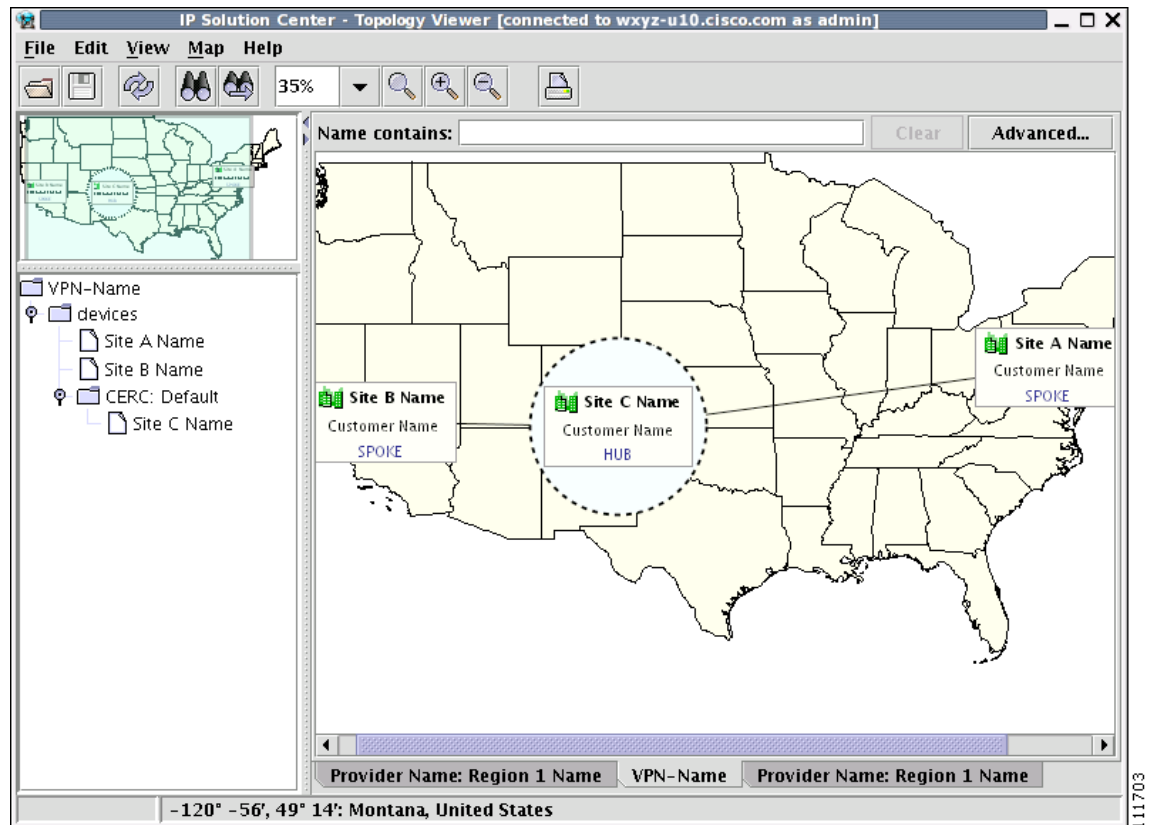 IP Solution Center - Topology Viewer [connected to wxyz-u10.cisco.com as admin]
File Edit View Map Help
35%
Name contains: Clear Advanced...
VPN-Name
devices
Site A Name
Site B Name
CERC: Default
Site C Name
Site A Name
Customer Name
SPOKE
Site B Name
Customer Name
SPOKE
Site C Name
Customer Name
HUB
Provider Name: Region 1 Name VPN-Name Provider Name: Region 1 Name
-120° -56', 49° 14': Montana, United States
111703